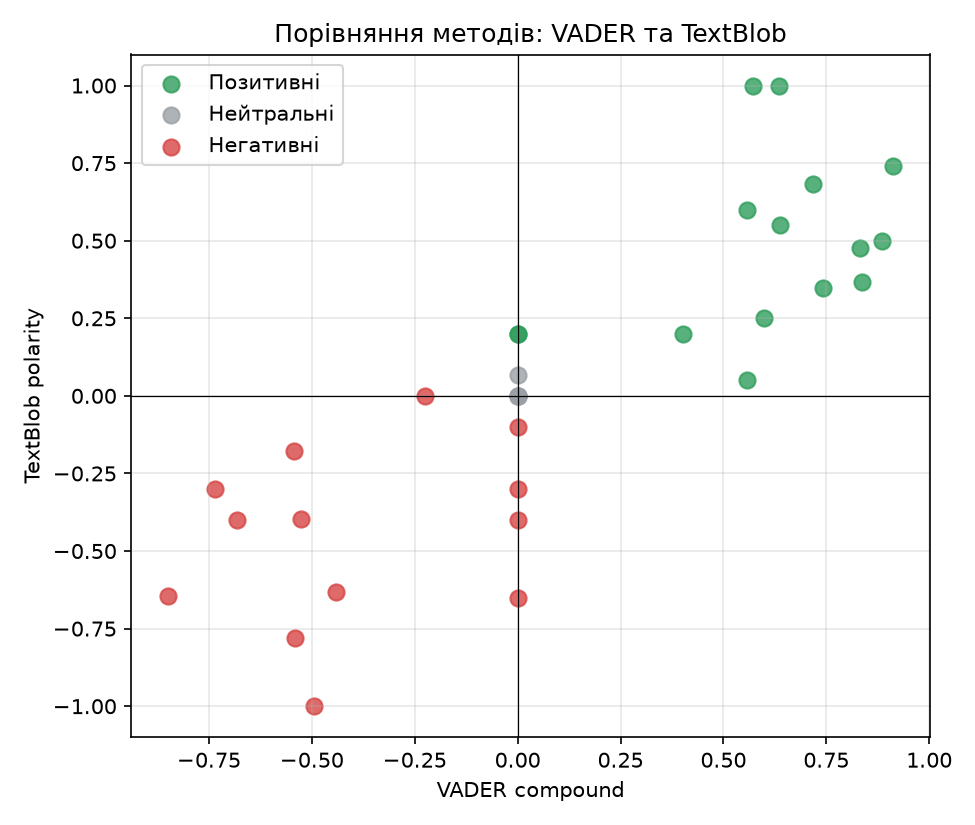 Порівняння методів: VADER та TextBlob
Позитивні
Нейтральні
Негативні
TextBlob polarity
1.00
0.75
0.50
0.25
0.00
−0.25
−0.50
−0.75
−1.00
−0.75 −0.50 −0.25 0.00 0.25 0.50 0.75 1.00
VADER compound